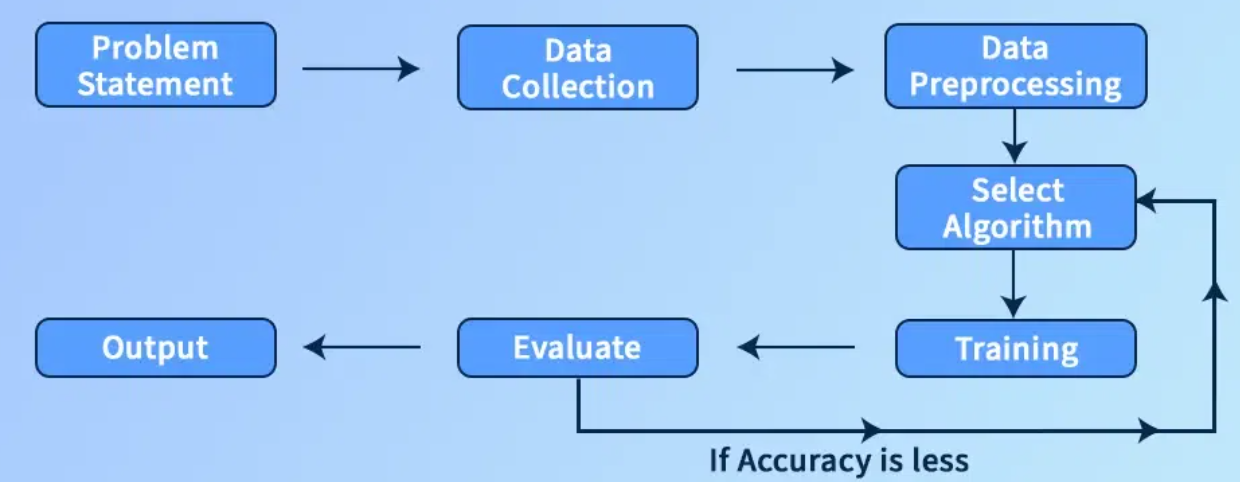 Problem
Statement
Data
Collection
Data
Preprocessing
Select
Algorithm
Training
Evaluate
Output
If Accuracy is less